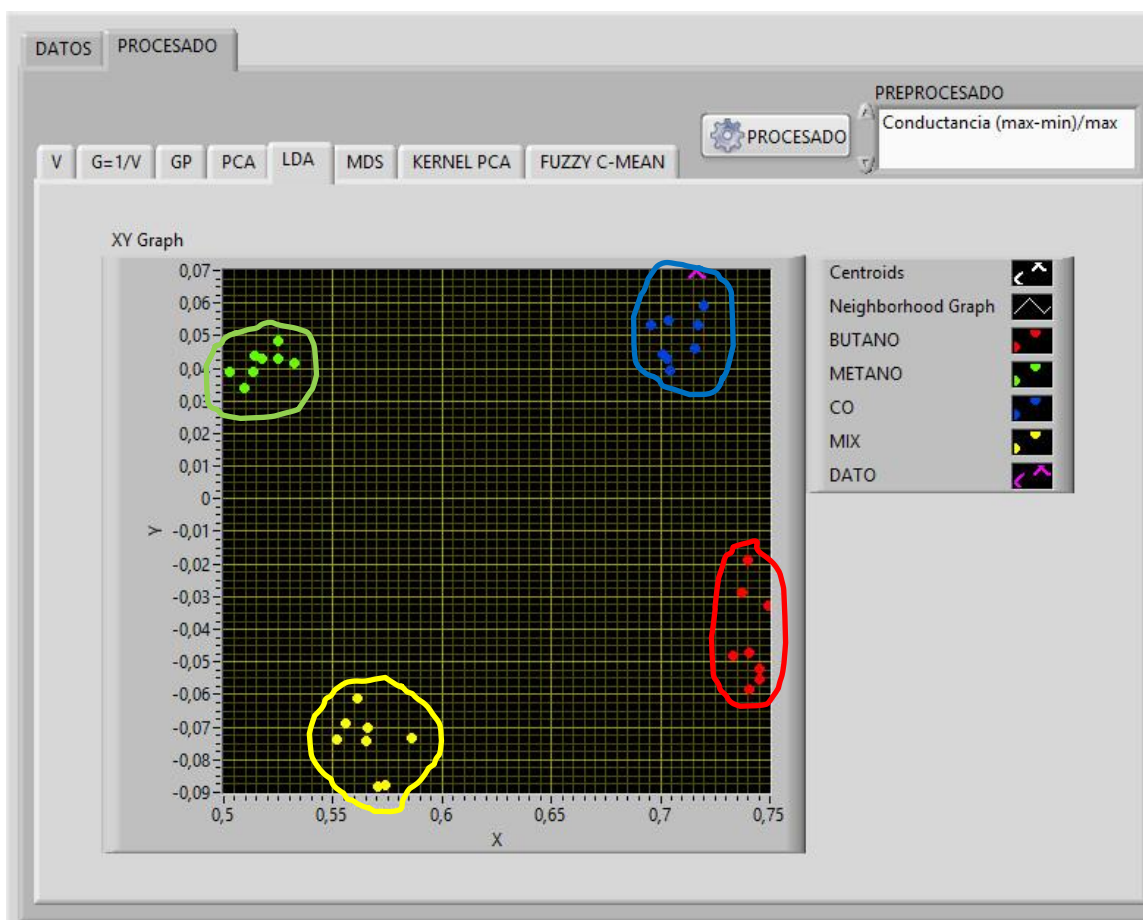 DATOS PROCESADO
PREPROCESADO
PROCESADO
Conductancia (max-min)/max
V G=1/V GP PCA LDA MDS KERNEL PCA FUZZY C-MEAN
XY Graph
0,07
0,06
0,05
0,04
0,03
0,02
0,01
0
-0,01
-0,02
-0,03
-0,04
-0,05
-0,06
-0,07
-0,08
-0,09
Y
0,5 0,55 0,6 0,65 0,7 0,75
X
Centroids
Neighborhood Graph
BUTANO
METANO
CO
MIX
DATO